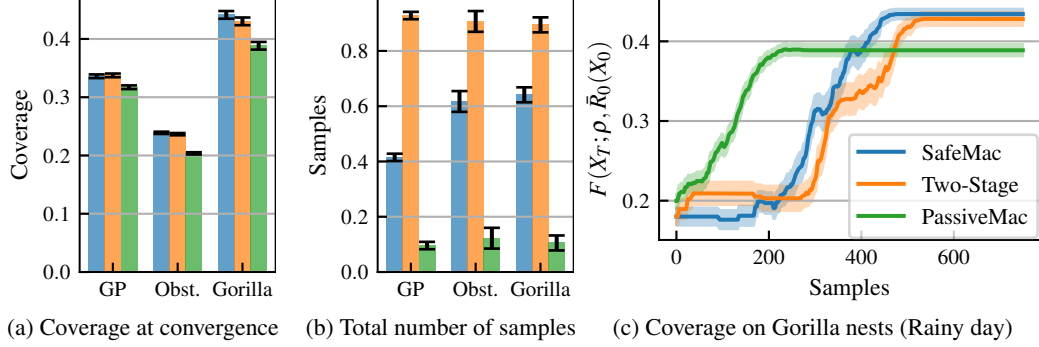 Coverage
0.4
0.3
0.2
0.1
0.0
GP Obst. Gorilla
(a) Coverage at convergence
Samples
0.8
0.6
0.4
0.2
0.0
GP Obst. Gorilla
(b) Total number of samples
F(X_T; ρ, R̄_0(X_0)
0.4
0.3
0.2
SafeMac
Two-Stage
PassiveMac
0 200 400 600
Samples
(c) Coverage on Gorilla nests (Rainy day)